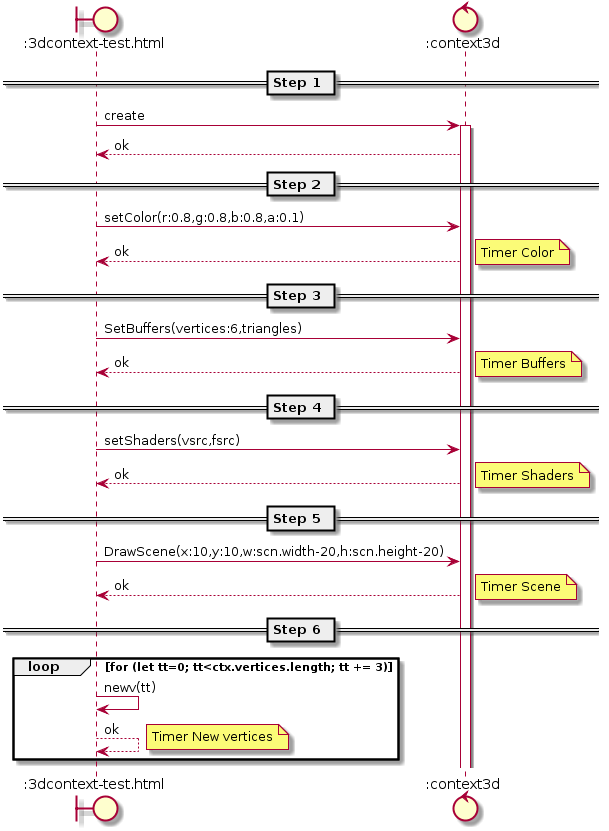 :3dcontext-test.html :context3d
Step 1
create
ok
Step 2
setColor(r:0.8,g:0.8,b:0.8,a:0.1)
ok
Timer Color
Step 3
SetBuffers(vertices:6,triangles)
ok
Timer Buffers
Step 4
setShaders(vsrc,fsrc)
ok
Timer Shaders
Step 5
DrawScene(x:10,y:10,w:scn.width-20,h:scn.height-20)
ok
Timer Scene
Step 6
loop [for (let tt=0; tt<ctx.vertices.length; tt += 3)]
newv(tt)
ok
Timer New vertices
:3dcontext-test.html :context3d